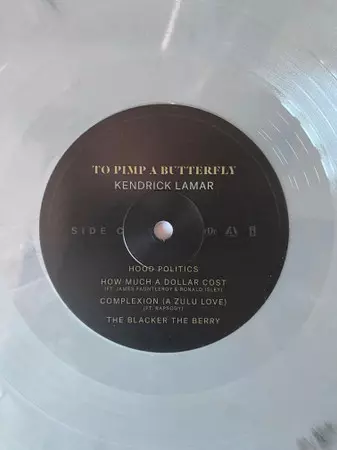 TO PIMP A BUTTERFLY
KENDRICK LAMAR
SIDE C
HOOD POLITICS
HOW MUCH A DOLLAR COST
(FT. JAMES FAUNTLEROY & RONALD ISLEY)
COMPLEXION (A ZULU LOVE)
(FT. RAPSODY)
THE BLACKER THE BERRY